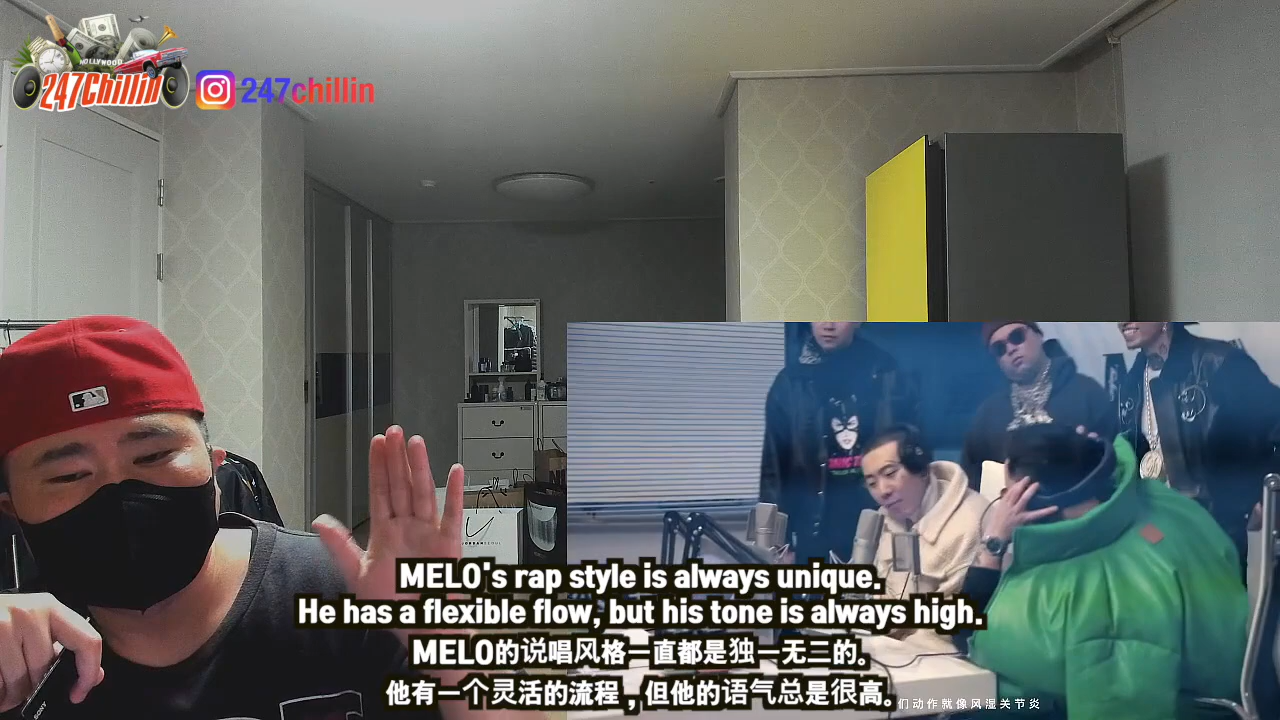 HOLLYWOOD
247Chillin
247chillin
MELO's rap style is always unique.
He has a flexible flow, but his tone is always high.
MELO的说唱风格一直都是独一无二的。
他有一个灵活的流程，但他的语气总是很高。
们动作就像风湿关节炎
SONY